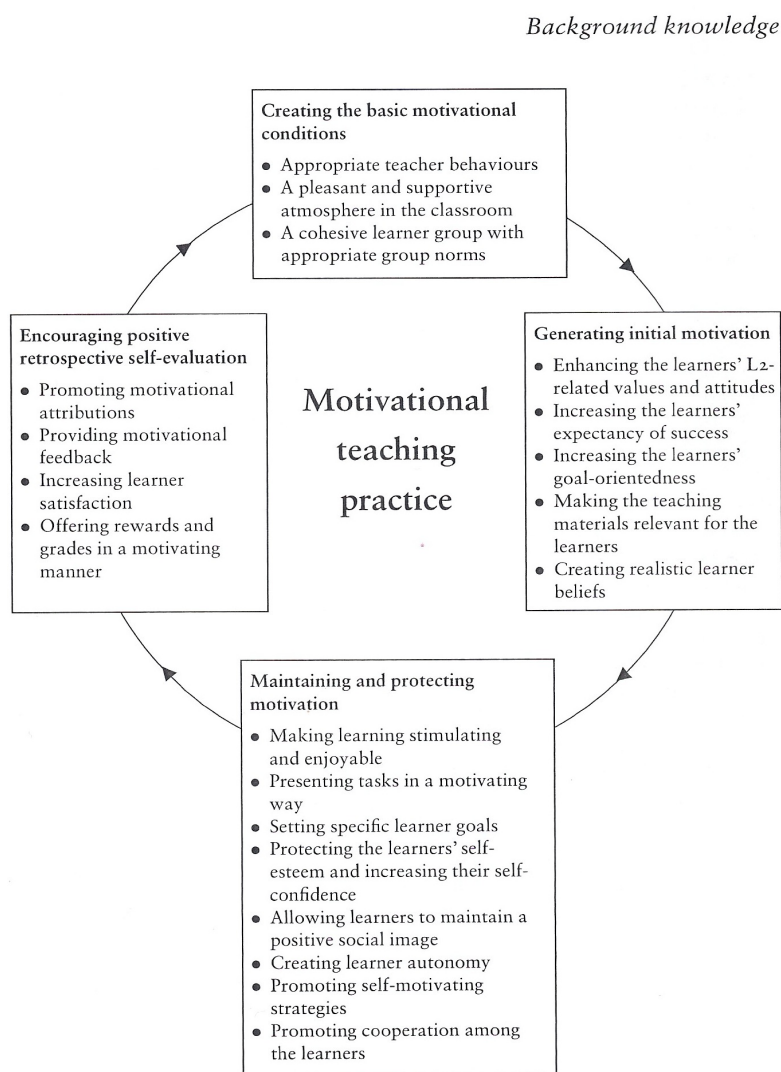 Background knowledge
Creating the basic motivational
conditions
● Appropriate teacher behaviours
● A pleasant and supportive
atmosphere in the classroom
● A cohesive learner group with
appropriate group norms
Generating initial motivation
● Enhancing the learners' L2-
related values and attitudes
● Increasing the learners'
expectancy of success
● Increasing the learners'
goal-orientedness
● Making the teaching
materials relevant for the
learners
● Creating realistic learner
beliefs
Maintaining and protecting
motivation
● Making learning stimulating
and enjoyable
● Presenting tasks in a motivating
way
● Setting specific learner goals
● Protecting the learners' self-
esteem and increasing their self-
confidence
● Allowing learners to maintain a
positive social image
● Creating learner autonomy
● Promoting self-motivating
strategies
● Promoting cooperation among
the learners
Encouraging positive
retrospective self-evaluation
● Promoting motivational
attributions
● Providing motivational
feedback
● Increasing learner
satisfaction
● Offering rewards and
grades in a motivating
manner
Motivational
teaching
practice